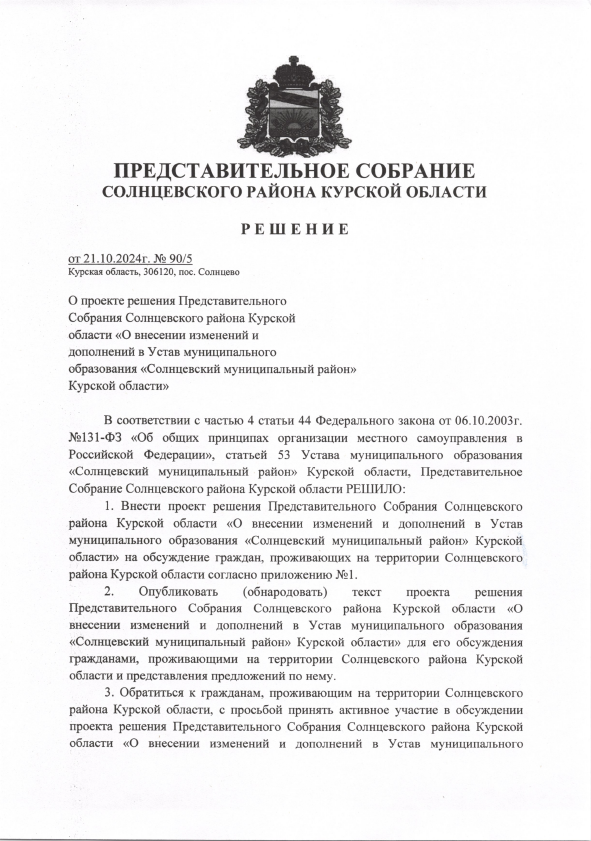 ПРЕДСТАВИТЕЛЬНОЕ СОБРАНИЕ
СОЛНЦЕВСКОГО РАЙОНА КУРСКОЙ ОБЛАСТИ
Р Е Ш Е Н И Е
от 21.10.2024г. № 90/5
Курская область, 306120, пос. Солнцево
О проекте решения Представительного
Собрания Солнцевского района Курской
области «О внесении изменений и
дополнений в Устав муниципального
образования «Солнцевский муниципальный район»
Курской области»
В соответствии с частью 4 статьи 44 Федерального закона от 06.10.2003г.
№131-ФЗ «Об общих принципах организации местного самоуправления в
Российской Федерации», статьей 53 Устава муниципального образования
«Солнцевский муниципальный район» Курской области, Представительное
Собрание Солнцевского района Курской области РЕШИЛО:
1. Внести проект решения Представительного Собрания Солнцевского
района Курской области «О внесении изменений и дополнений в Устав
муниципального образования «Солнцевский муниципальный район» Курской
области» на обсуждение граждан, проживающих на территории Солнцевского
района Курской области согласно приложению №1.
2. Опубликовать (обнародовать) текст проекта решения
Представительного Собрания Солнцевского района Курской области «О
внесении изменений и дополнений в Устав муниципального образования
«Солнцевский муниципальный район» Курской области» для его обсуждения
гражданами, проживающими на территории Солнцевского района Курской
области и представления предложений по нему.
3. Обратиться к гражданам, проживающим на территории Солнцевского
района Курской области, с просьбой принять активное участие в обсуждении
проекта решения Представительного Собрания Солнцевского района Курской
области «О внесении изменений и дополнений в Устав муниципального